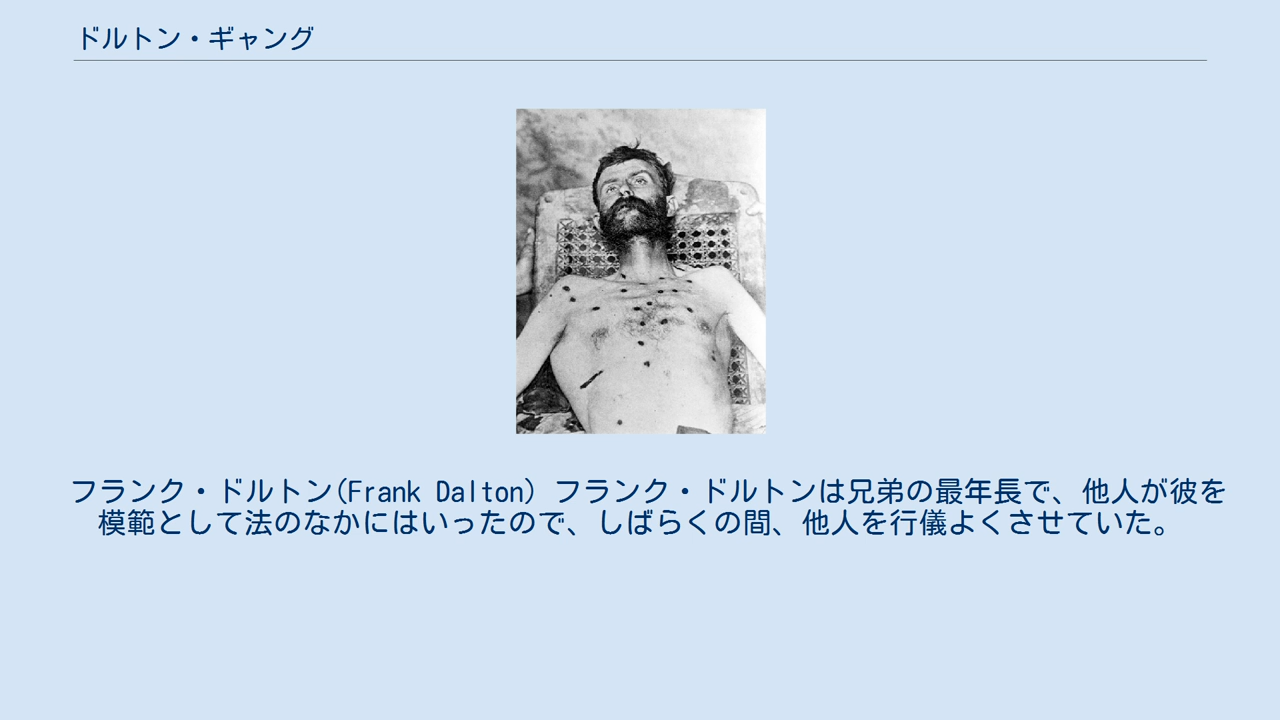 ドルトン・ギャング
フランク・ドルトン(Frank Dalton) フランク・ドルトンは兄弟の最年長で、他人が彼を
模範として法のなかにはいったので、しばらくの間、他人を行儀よくさせていた。